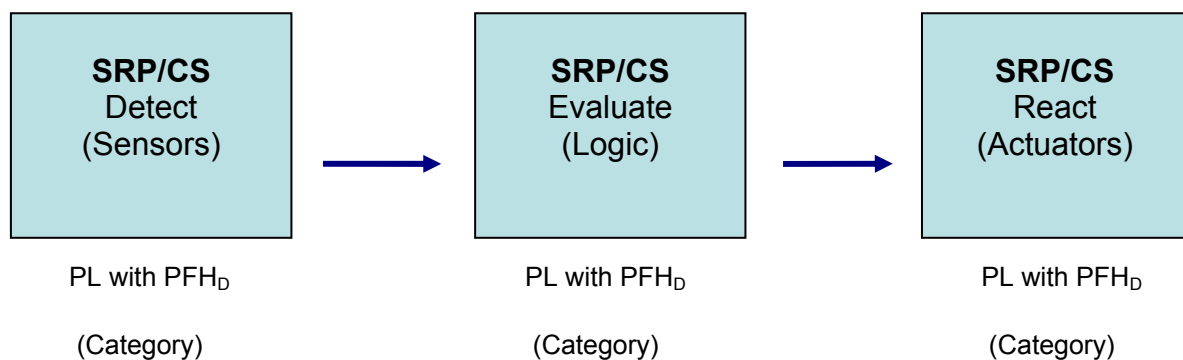 SRP/CS
Detect
(Sensors)
SRP/CS
Evaluate
(Logic)
SRP/CS
React
(Actuators)
PL with PFHD
PL with PFHD
PL with PFHD
(Category)
(Category)
(Category)